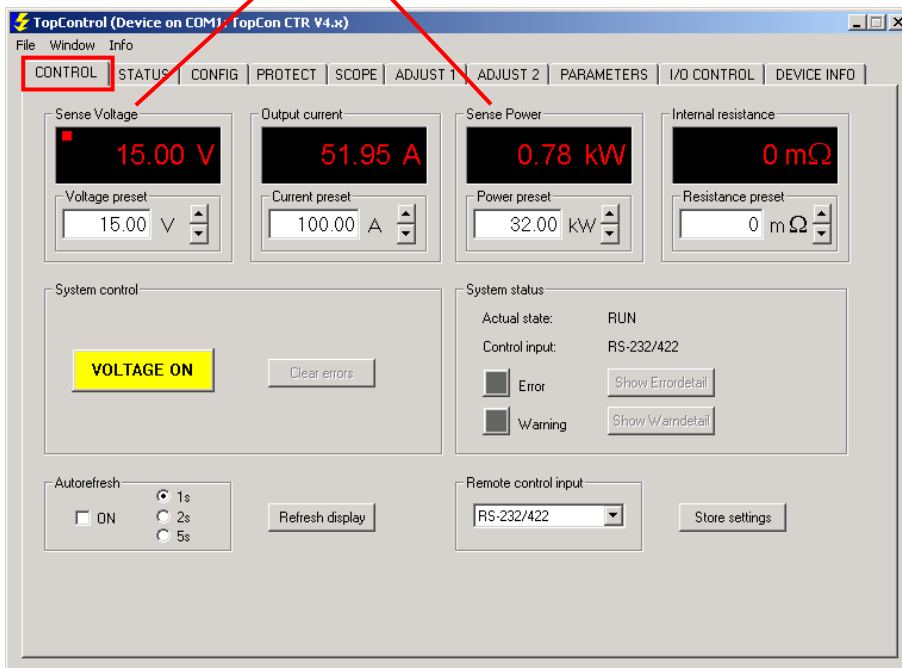 TopControl (Device on COM1: TopCon CTR V4.x)
File Window Info
CONTROL STATUS CONFIG PROTECT SCOPE ADJUST 1 ADJUST 2 PARAMETERS I/O CONTROL DEVICE INFO
Sense Voltage Output current Sense Power Internal resistance
15.00 V 51.95 A 0.78 kW 0 mΩ
Voltage preset Current preset Power preset Resistance preset
15.00 V 100.00 A 32.00 kW 0 mΩ
System control System status
Actual state: RUN
Control input: RS-232/422
VOLTAGE ON Clear errors Error Show Errordetail
Warning Show Warndetail
Autorefresh Remote control input
1s
ON 2s Refresh display RS-232/422 Store settings
5s